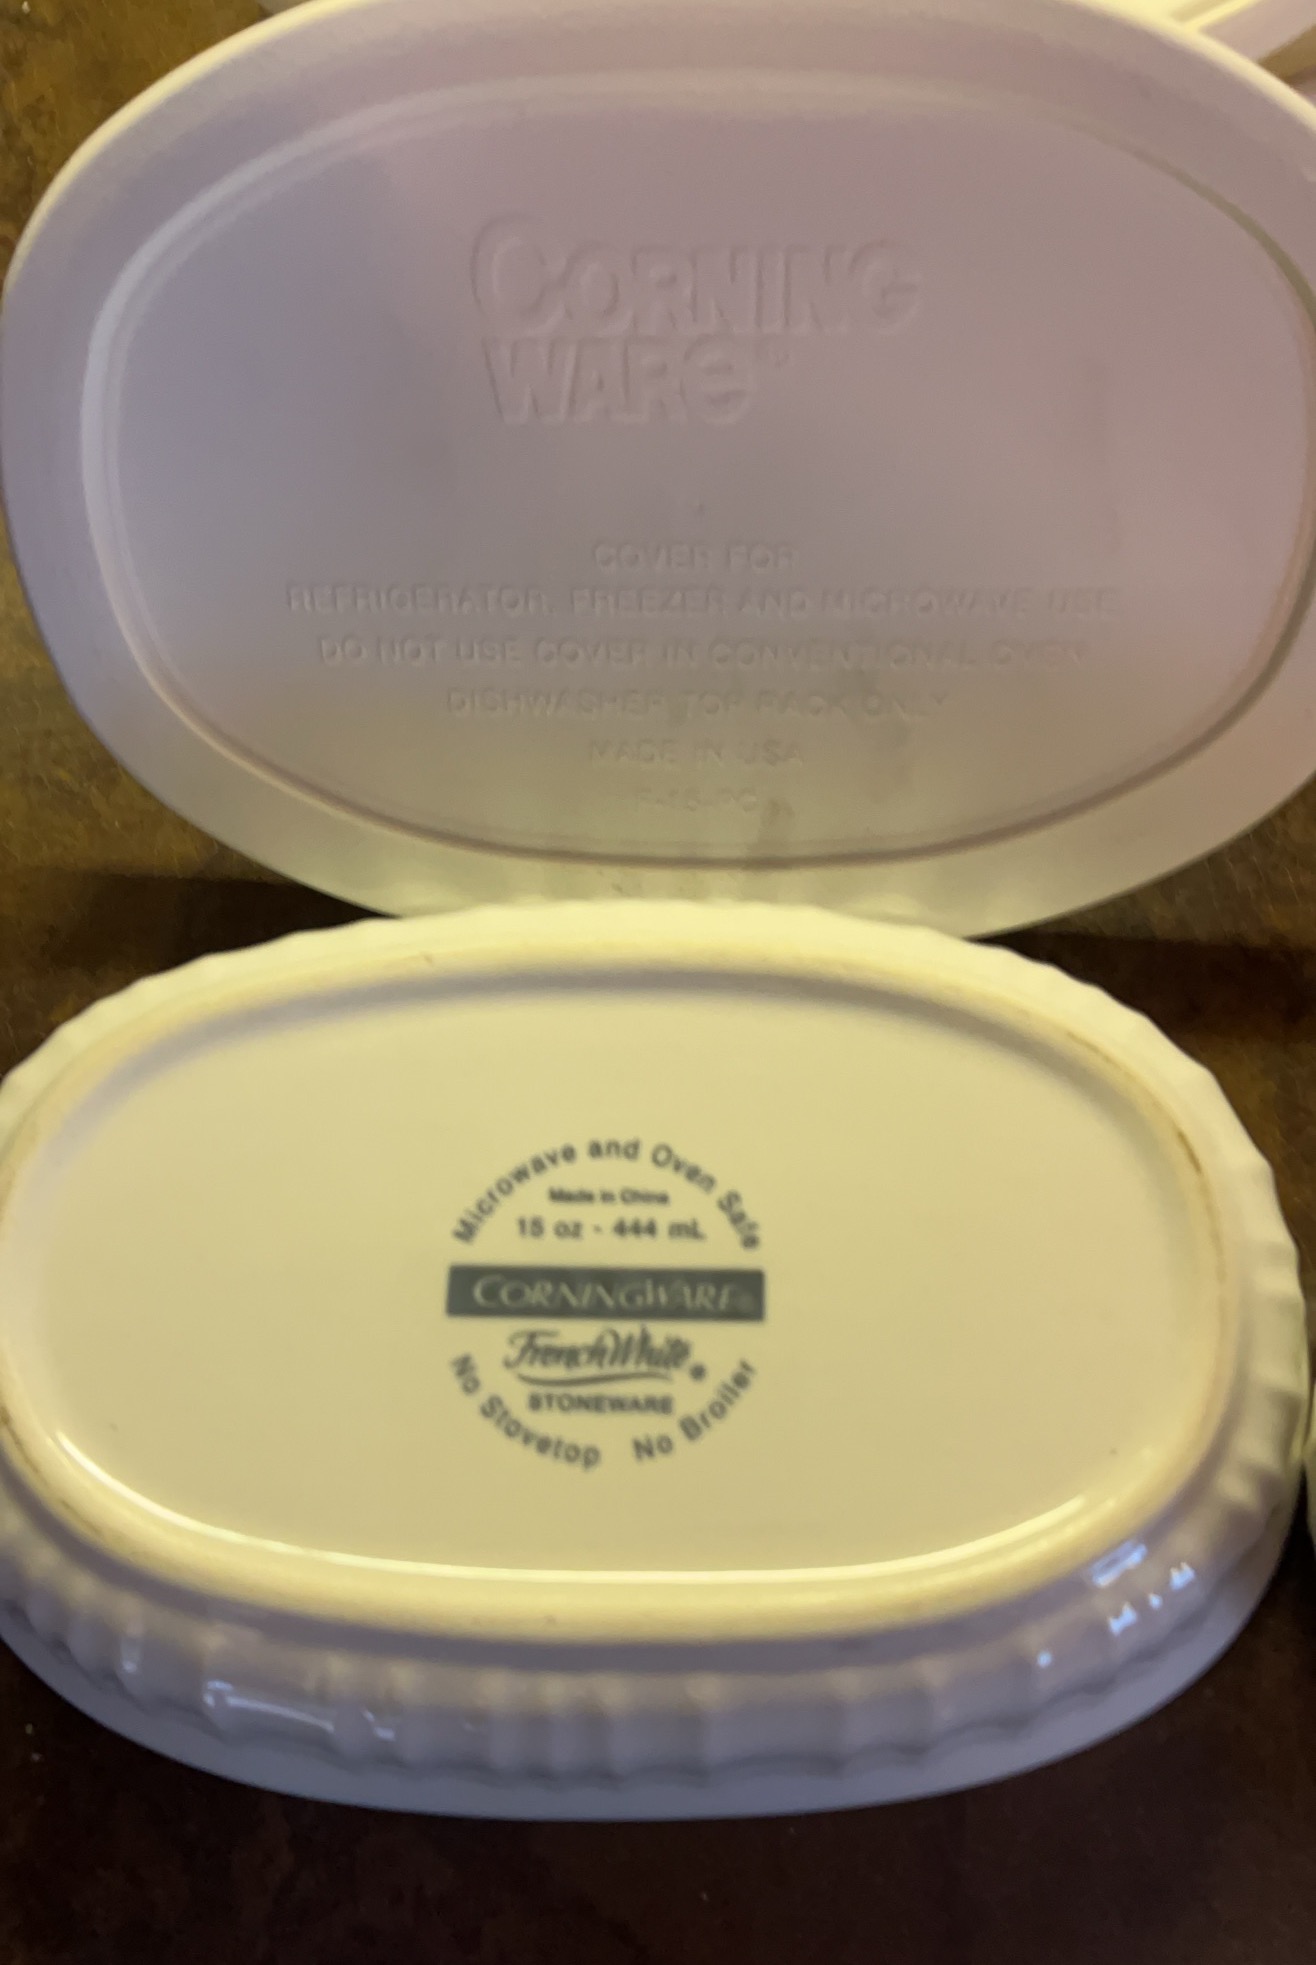 CORNING
WARE®
COVER FOR
REFRIGERATOR, FREEZER AND MICROWAVE USE
DO NOT USE COVER IN CONVENTIONAL OVEN
DISHWASHER TOP RACK ONLY
MADE IN USA
F-15-PC
Microwave and Oven Safe
Made in China
15 oz - 444 mL
CORNINGWARE®
French White®
STONEWARE
No Stovetop No Broiler